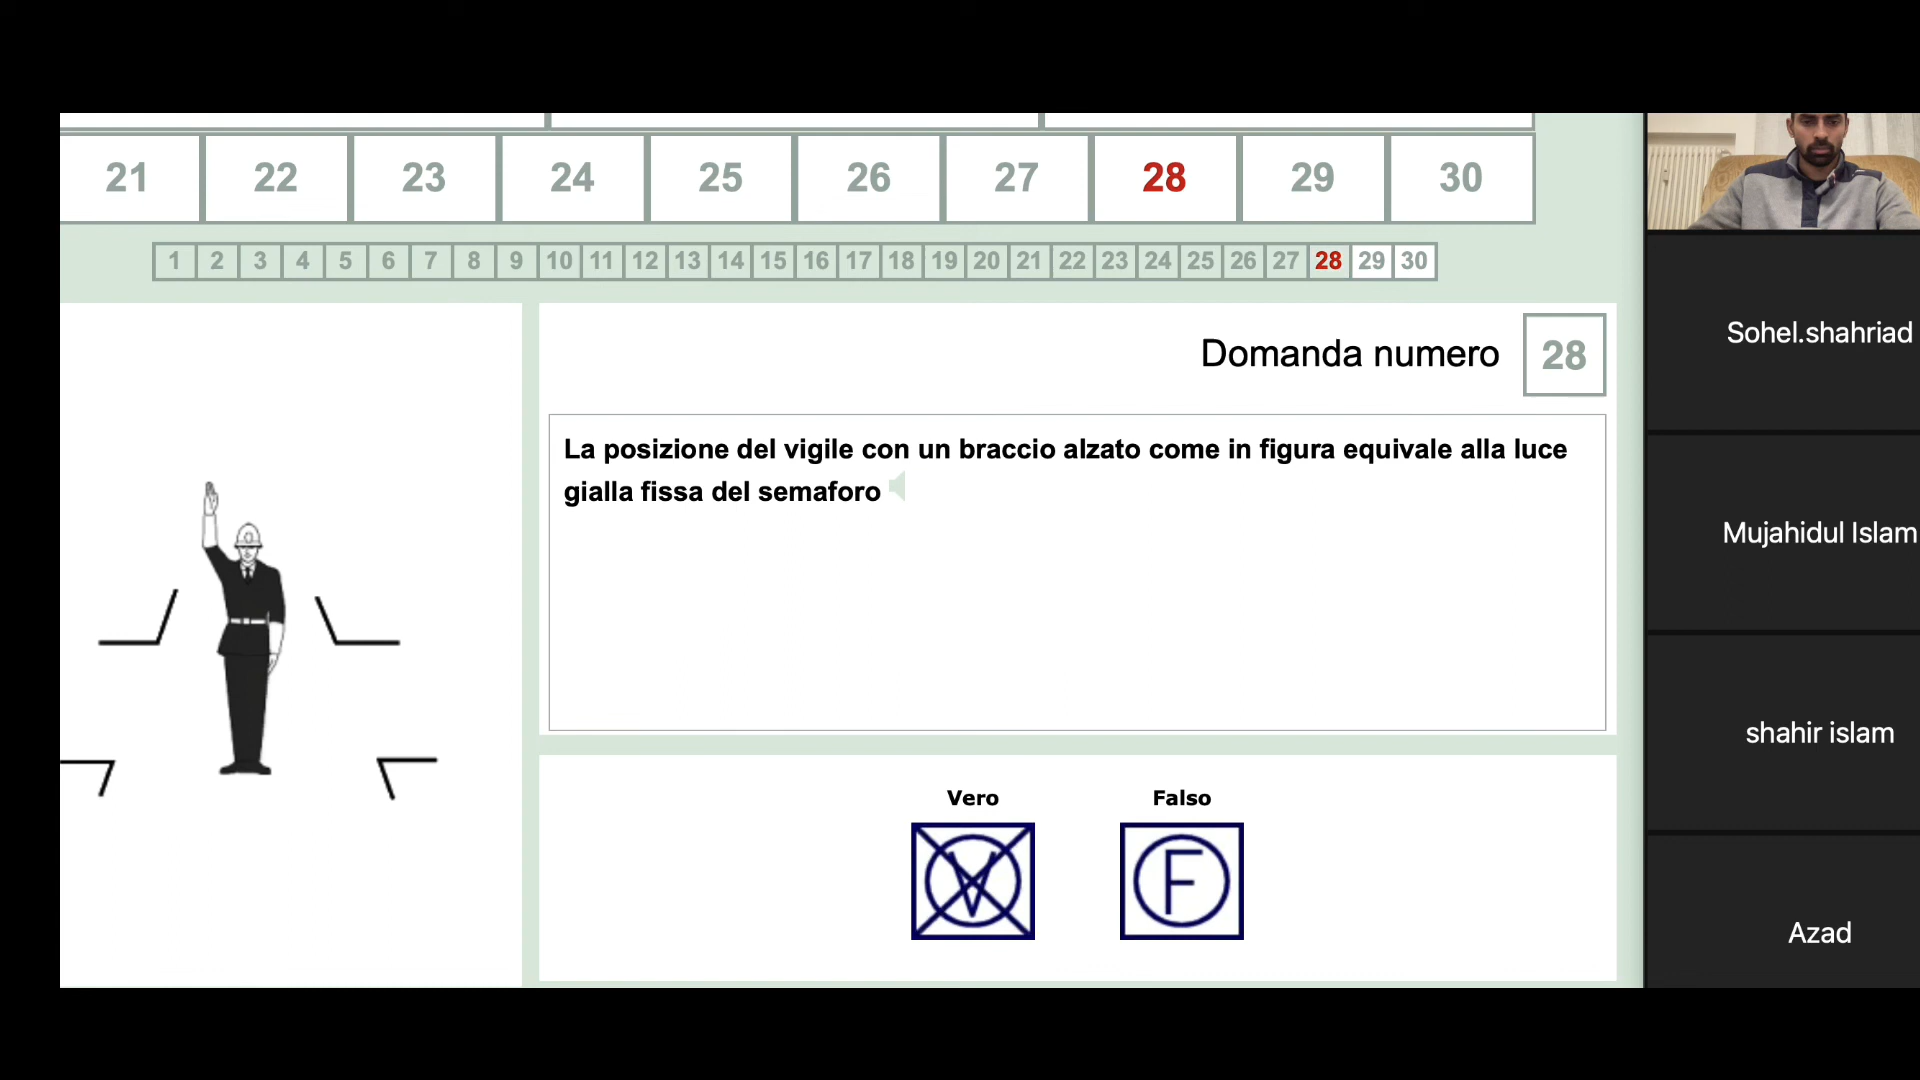 21 22 23 24 25 26 27 28 29 30
1 2 3 4 5 6 7 8 9 10 11 12 13 14 15 16 17 18 19 20 21 22 23 24 25 26 27 28 29 30
Domanda numero 28
La posizione del vigile con un braccio alzato come in figura equivale alla luce
gialla fissa del semaforo
Vero Falso
V F
Sohel.shahriad
Mujahidul Islam
shahir islam
Azad